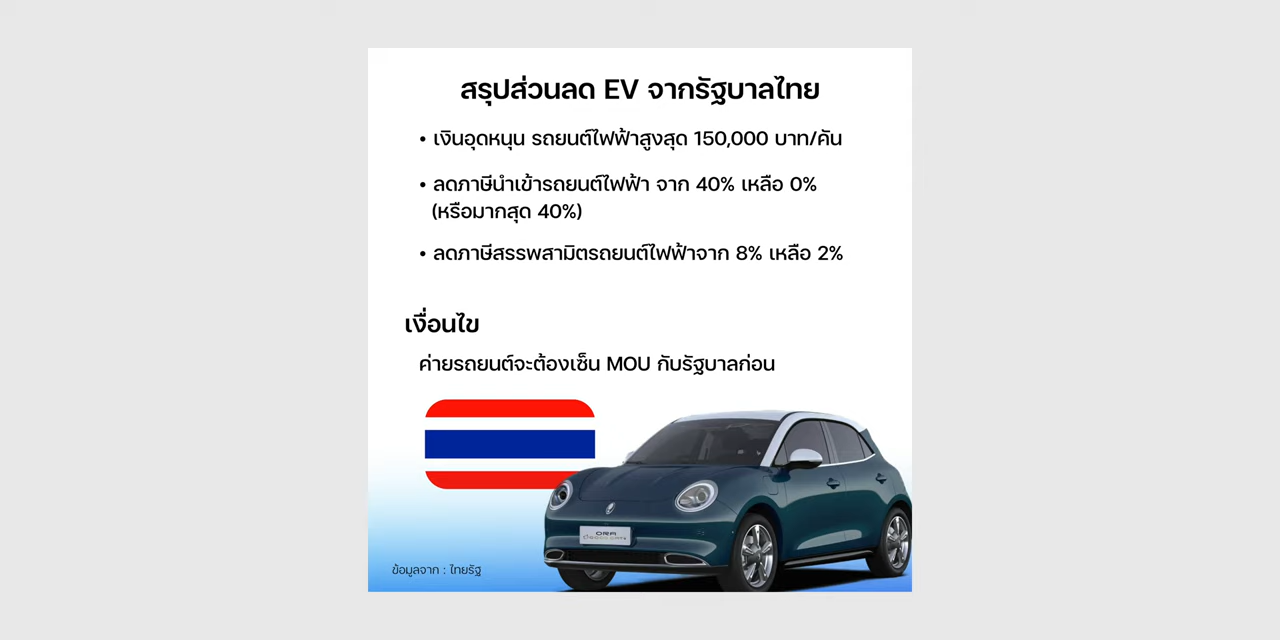 สรุปส่วนลด EV จากรัฐบาลไทย
• เงินอุดหนุน รถยนต์ไฟฟ้าสูงสุด 150,000 บาท/คัน
• ลดภาษีนำเข้ารถยนต์ไฟฟ้า จาก 40% เหลือ 0%
(หรือมากสุด 40%)
• ลดภาษีสรรพสามิตรถยนต์ไฟฟ้าจาก 8% เหลือ 2%
เงื่อนไข
ค่ายรถยนต์จะต้องเซ็น MOU กับรัฐบาลก่อน
ORA
ข้อมูลจาก : ไทยรัฐ